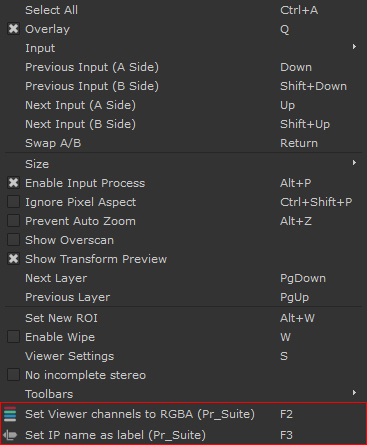 Select All Ctrl+A
Overlay Q
Input
Previous Input (A Side) Down
Previous Input (B Side) Shift+Down
Next Input (A Side) Up
Next Input (B Side) Shift+Up
Swap A/B Return
Size
Enable Input Process Alt+P
Ignore Pixel Aspect Ctrl+Shift+P
Prevent Auto Zoom Alt+Z
Show Overscan
Show Transform Preview
Next Layer PgDown
Previous Layer PgUp
Set New ROI Alt+W
Enable Wipe W
Viewer Settings S
No incomplete stereo
Toolbars
Set Viewer channels to RGBA (Pr_Suite) F2
Set IP name as label (Pr_Suite) F3